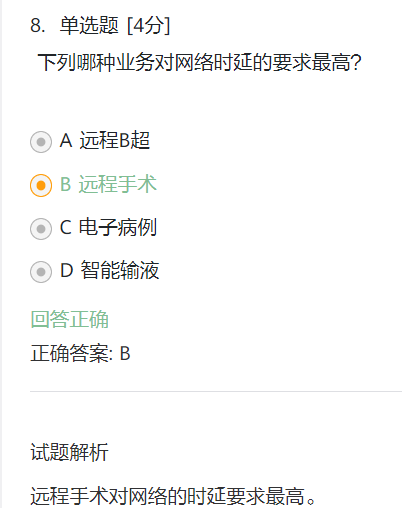 8. 单选题 [4分]
下列哪种业务对网络时延的要求最高?
A 远程B超
B 远程手术
C 电子病例
D 智能输液
回答正确
正确答案: B
试题解析
远程手术对网络的时延要求最高。